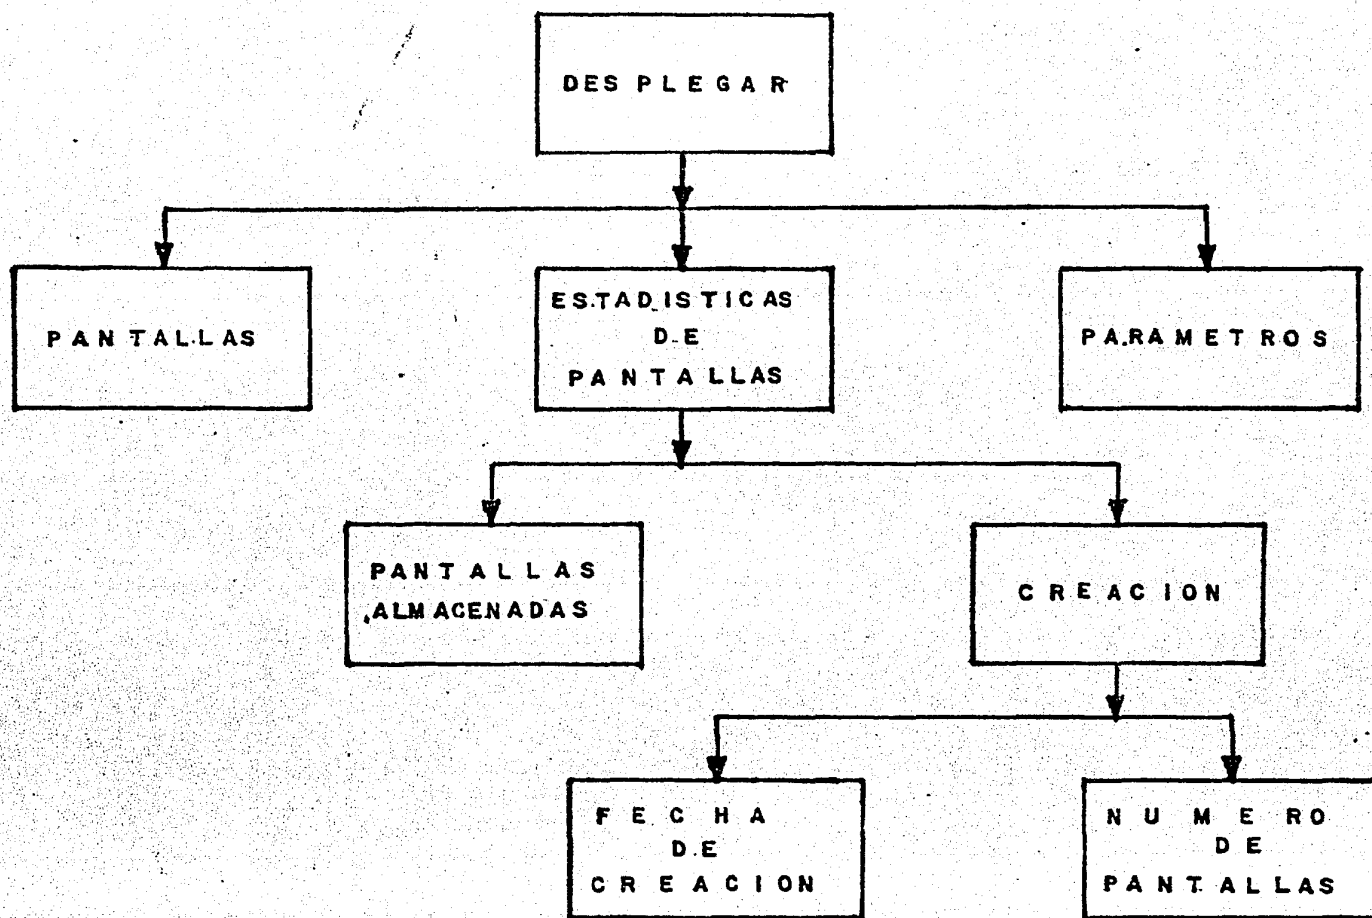 DESPLEGAR
PANTALLAS
ESTADISTICAS
DE
PANTALLAS
PARAMETROS
PANTALLAS
ALMACENADAS
CREACION
FECHA
DE
CREACION
NUMERO
DE
PANTALLAS